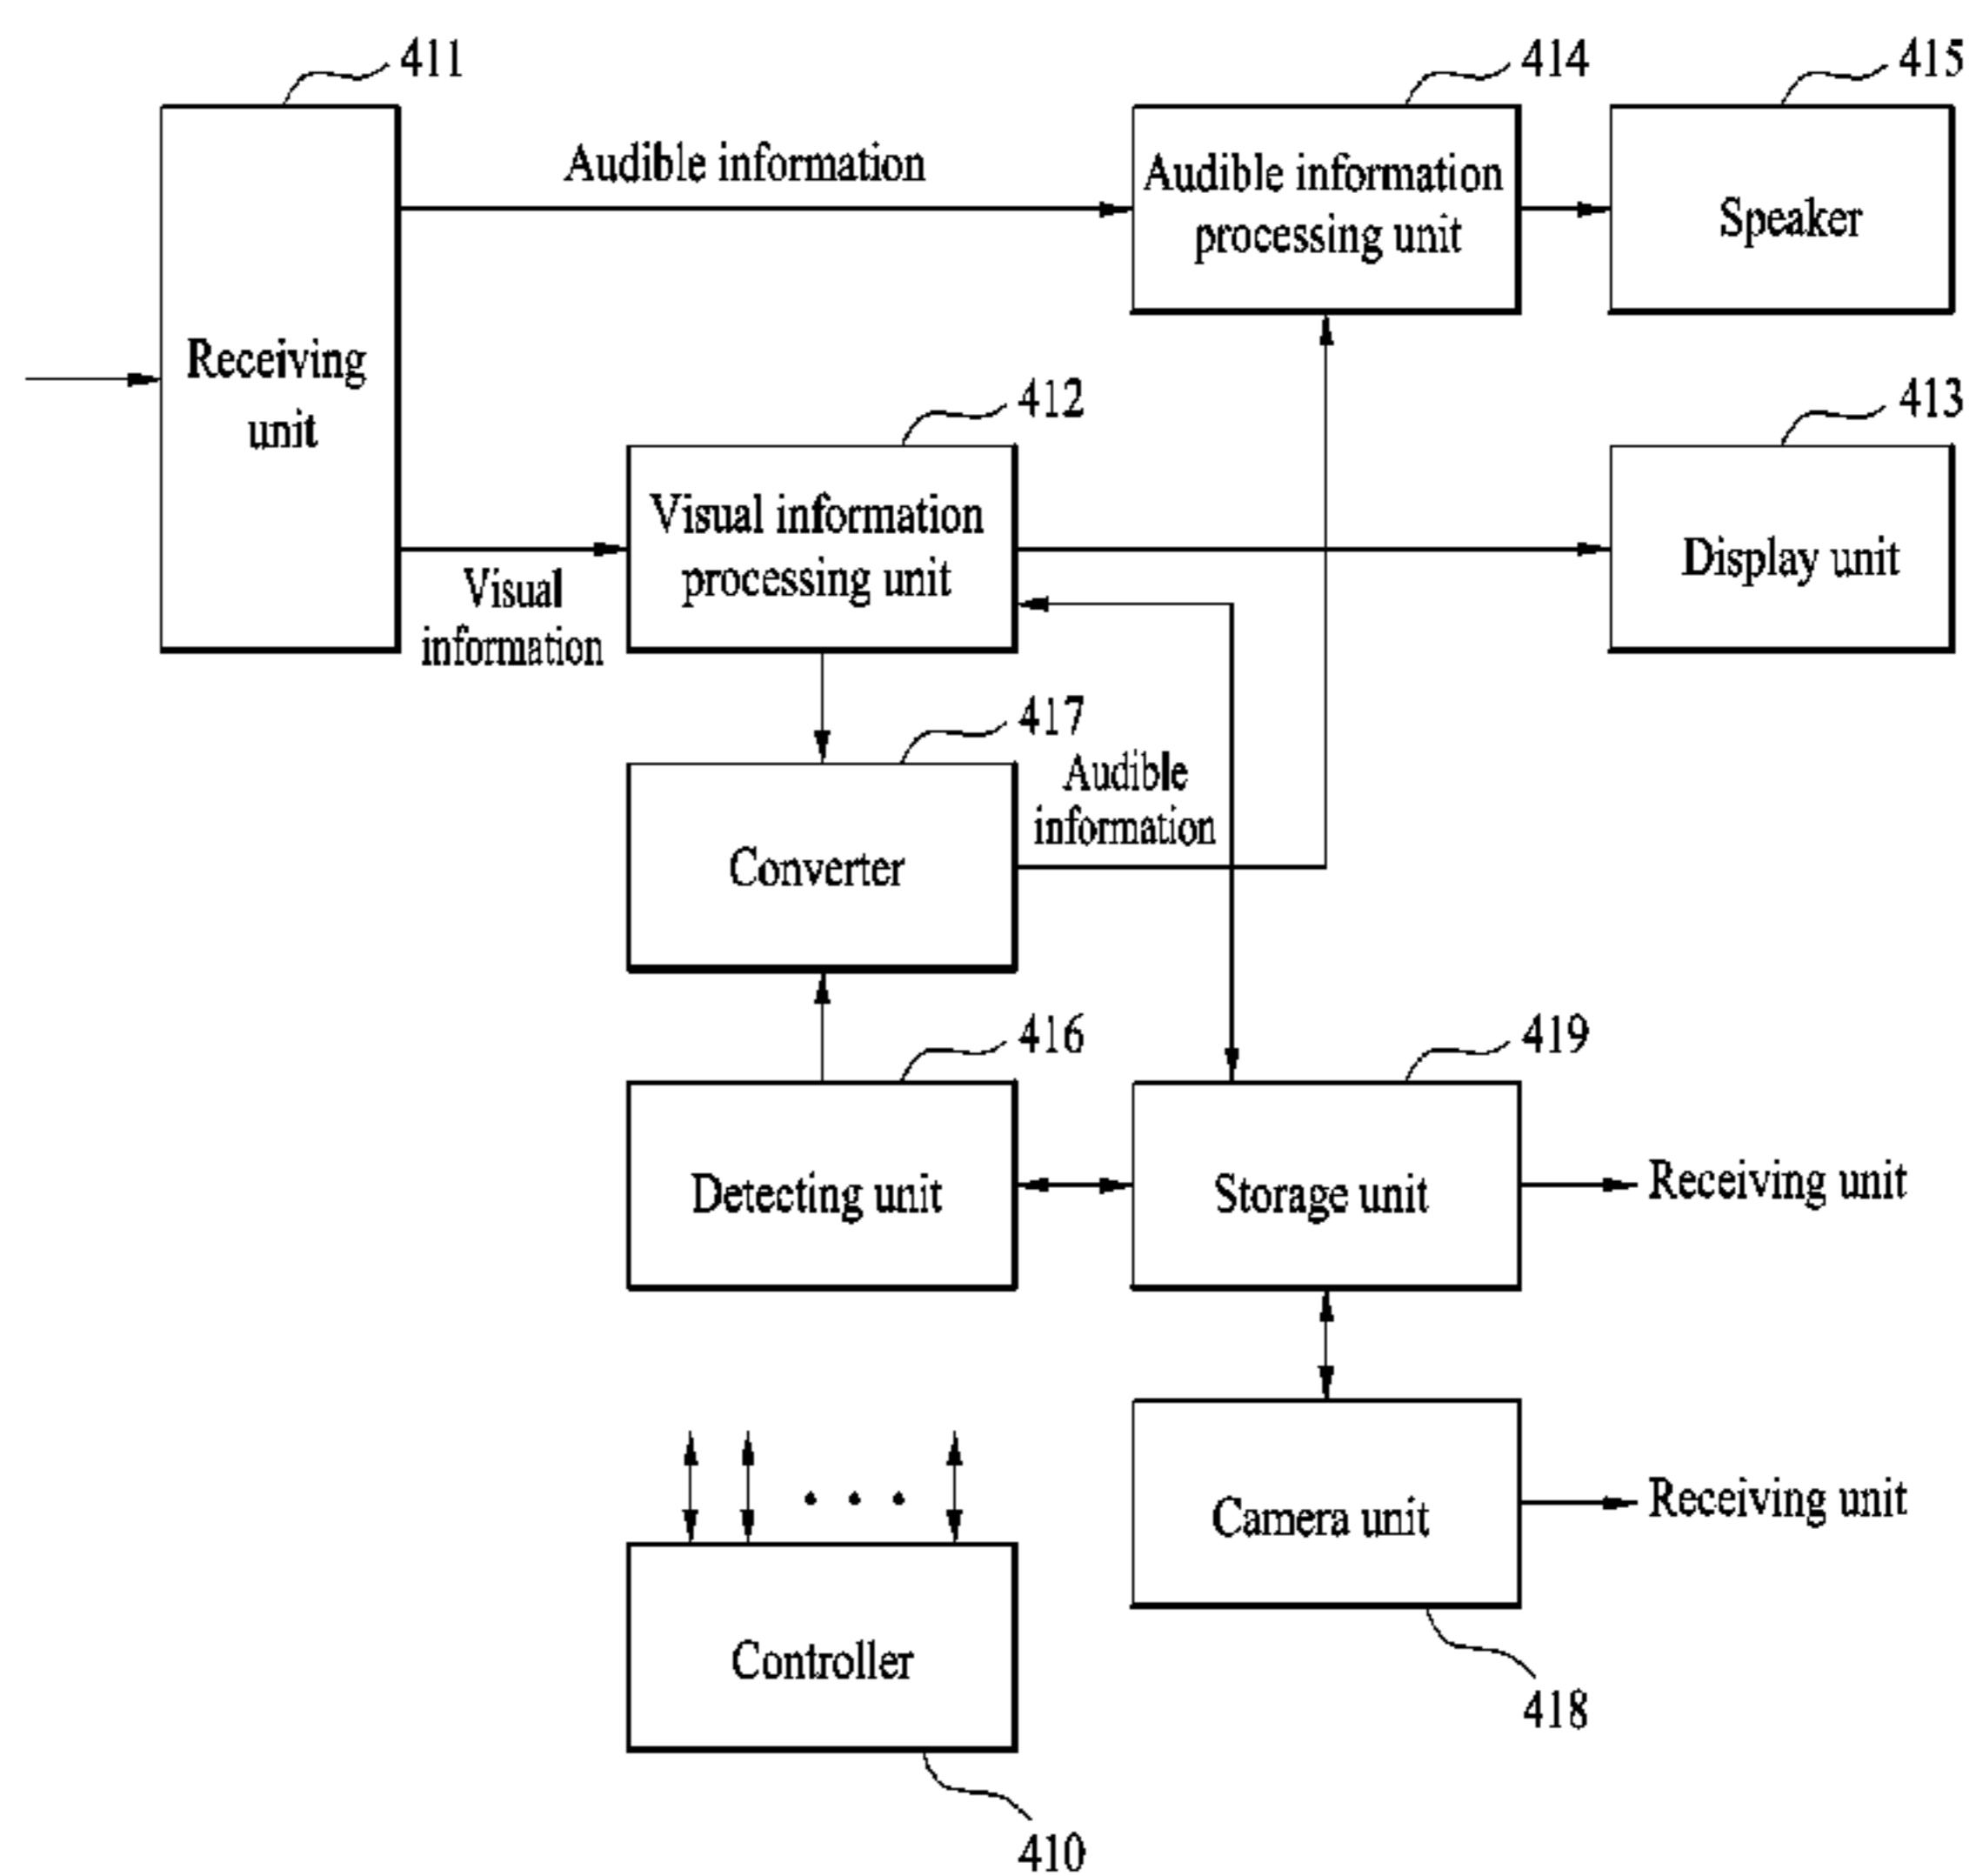 411
414
415
Audible information
Audible information
processing unit
Speaker
Receiving
unit
412
413
Visual information
processing unit
Display unit
Visual
information
417
Audible
information
Converter
416
419
Detecting unit
Storage unit
Receiving unit
Camera unit
Receiving unit
Controller
418
410